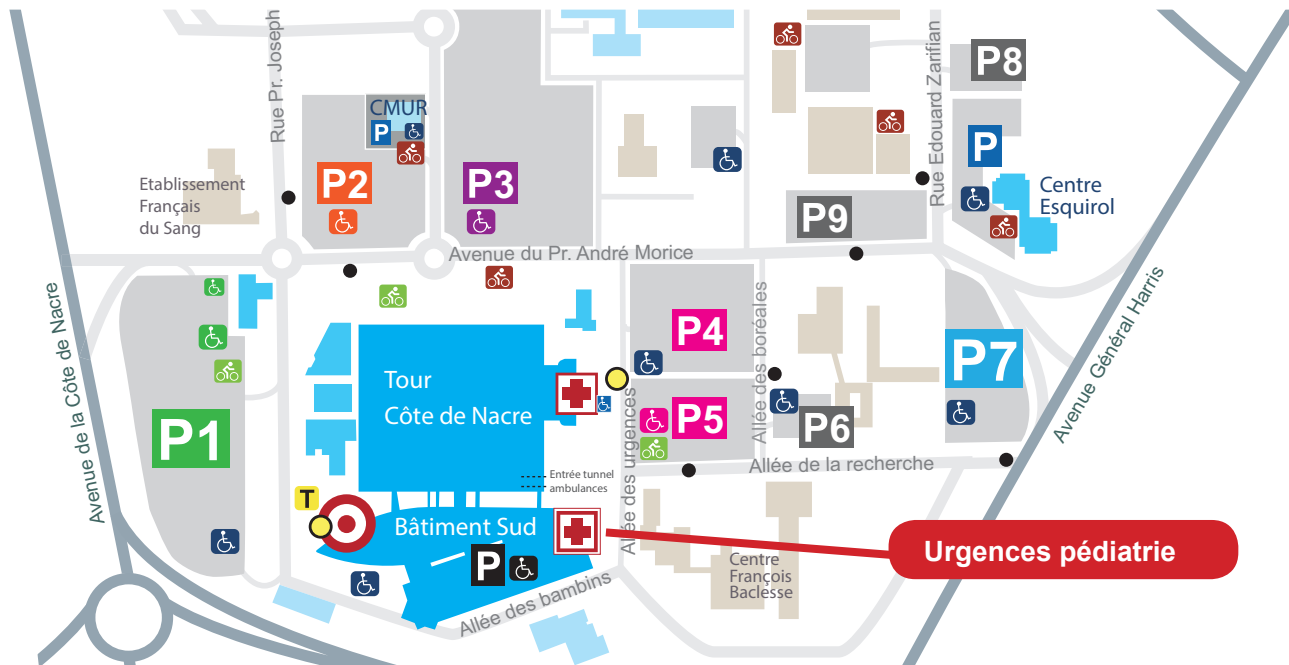 Rue Pr. Joseph
CMUR
P
P2
P3
Etablissement
Français
du Sang
Rue Edouard Zarifian
P8
P
Centre
Esquirol
P9
Avenue du Pr. André Morice
Avenue de la Côte de Nacre
Avenue Général Harris
P1
Tour
Côte de Nacre
P4
P5
Allée des boréales
P6
P7
Allée des urgences
Allée de la recherche
Entrée tunnel
ambulances
T
Bâtiment Sud
P
Allée des bambins
Centre
François
Baclesse
Urgences pédiatrie